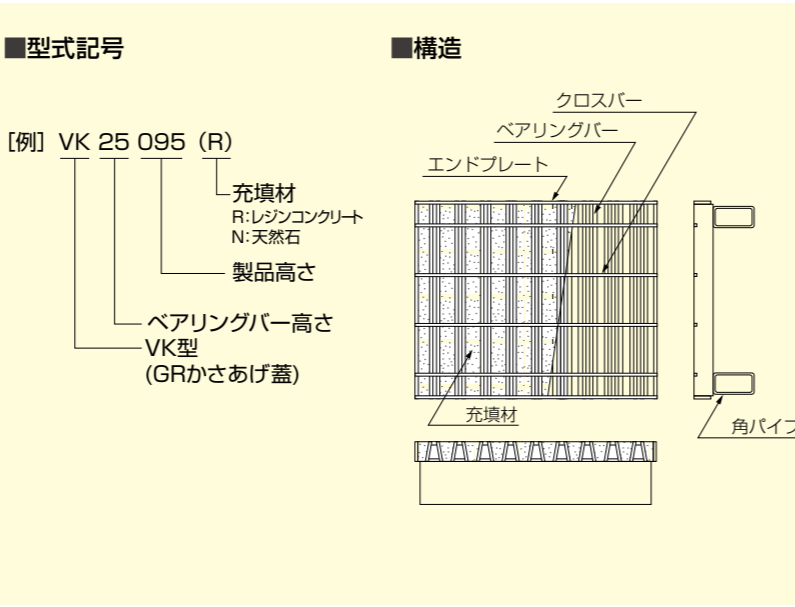 ■型式記号
[例] VK 25 095 (R)
充填材
R:レジンコンクリート
N:天然石
製品高さ
ベアリングバー高さ
VK型
(GRかさあげ蓋)
■構造
クロスバー
ベアリングバー
エンドプレート
充填材
角パイプ